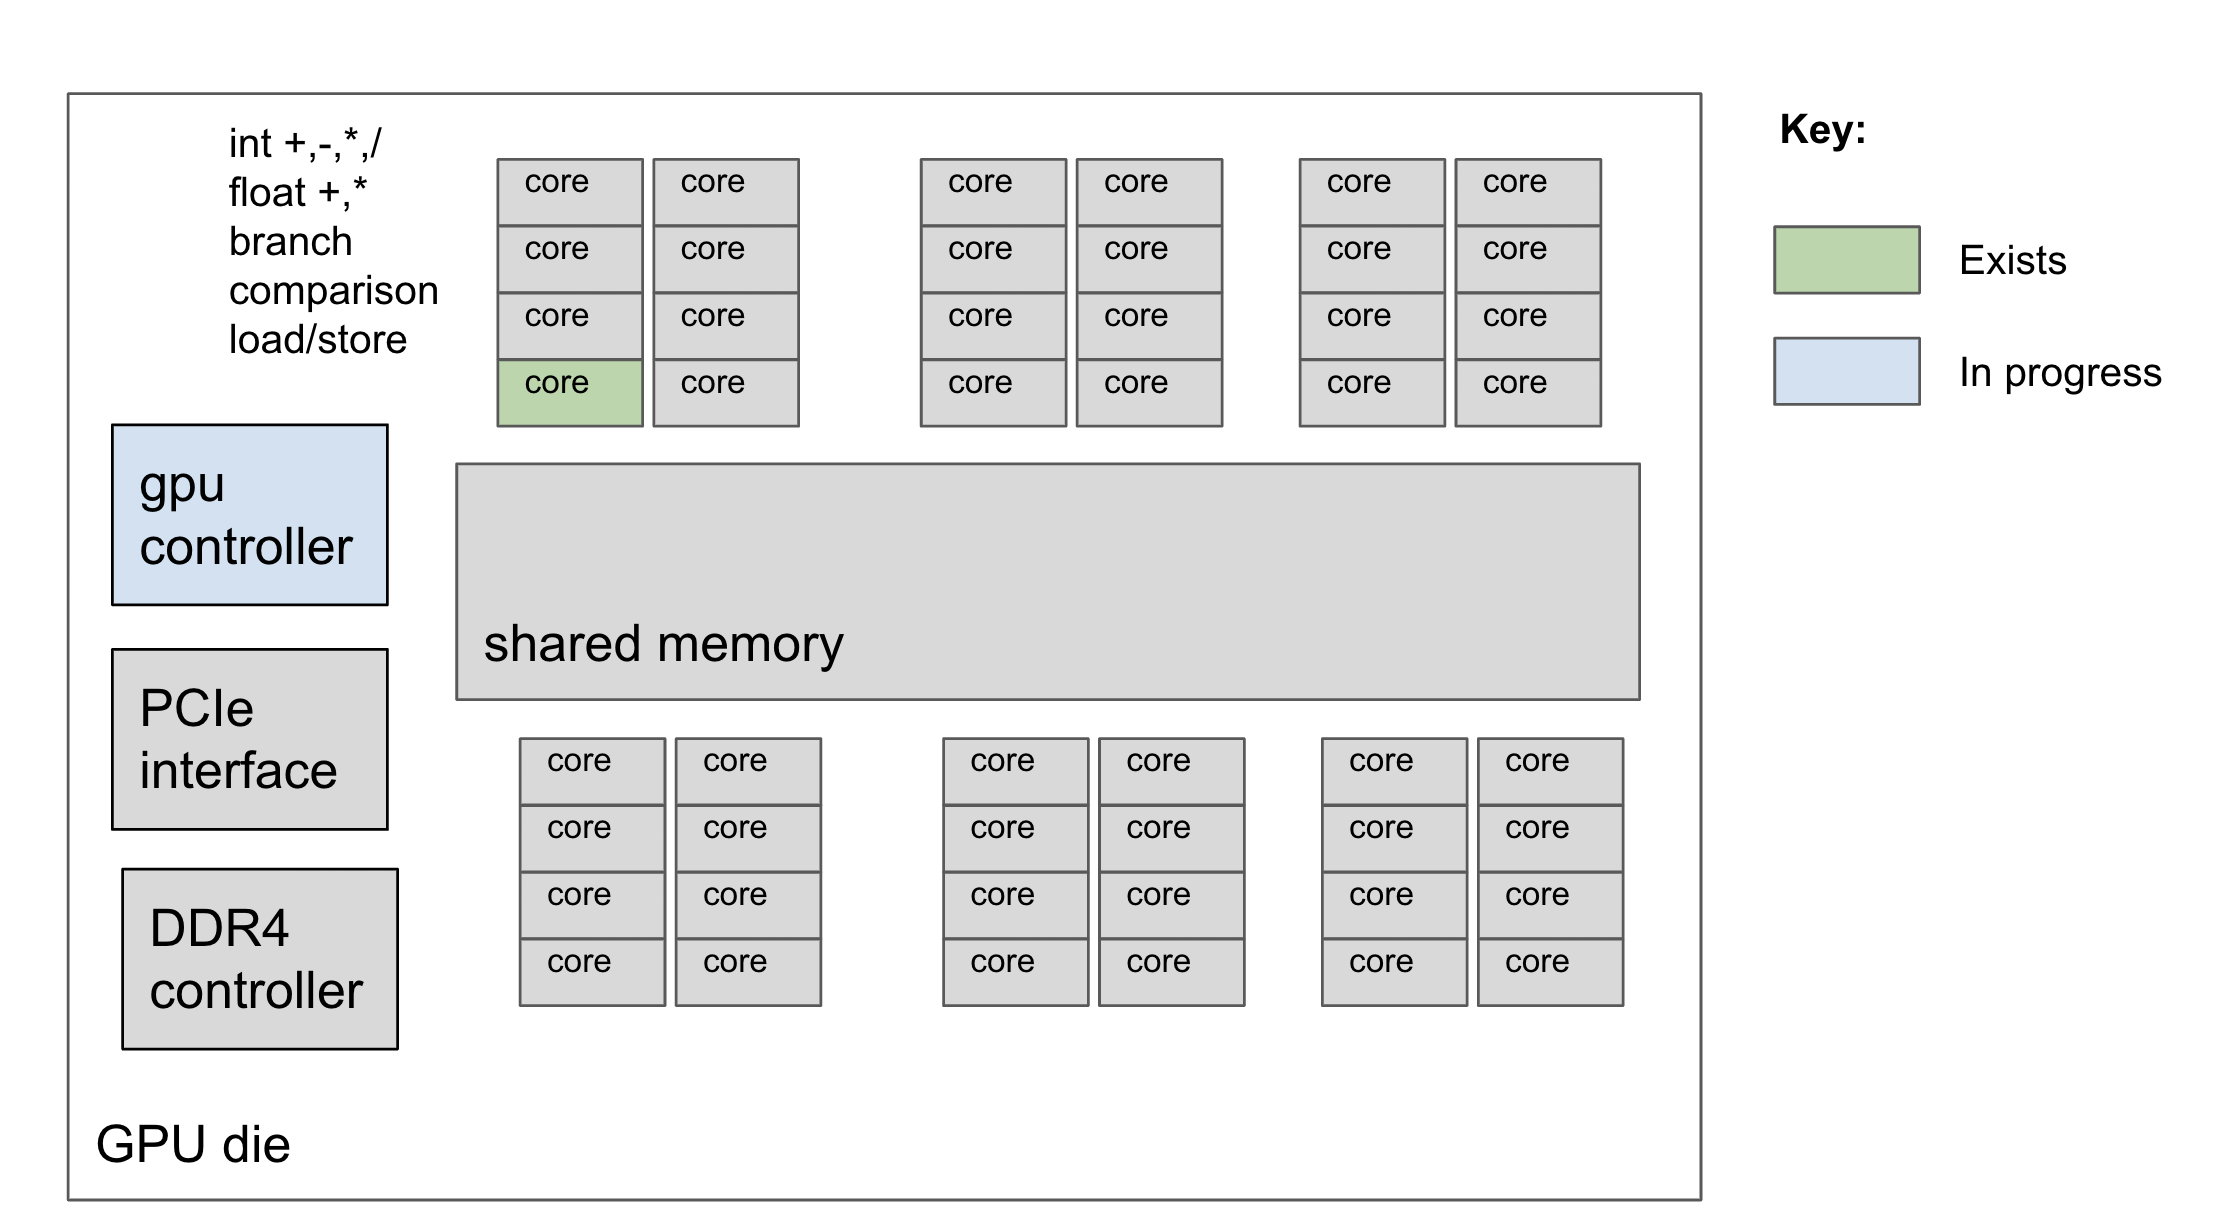 int +,-,*,/
float +,*
branch
comparison
load/store
core core core core core core
core core core core core core
core core core core core core
core core core core core core
gpu
controller
shared memory
PCIe
interface
core core core core core core
core core core core core core
core core core core core core
core core core core core core
DDR4
controller
GPU die
Key:
Exists
In progress